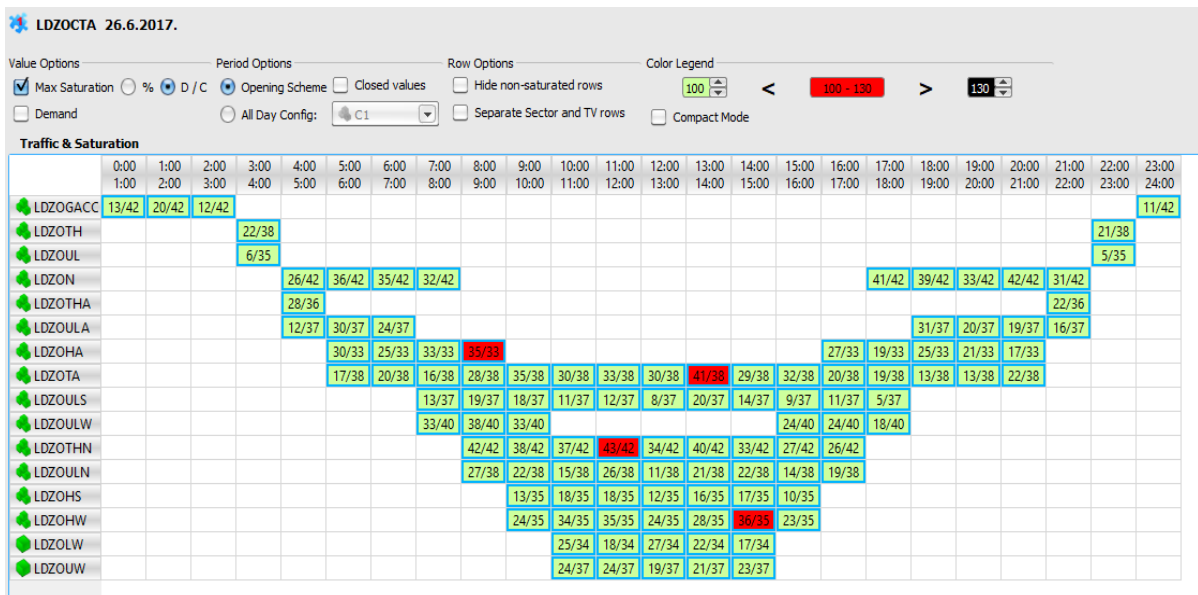 LDZOCTA 26.6.2017.
Value Options Period Options Row Options Color Legend
Max Saturation % D / C Opening Scheme Closed values Hide non-saturated rows 100 < 100 - 130 > 130
Demand All Day Config: C1 Separate Sector and TV rows Compact Mode
Traffic & Saturation
0:00 1:00 2:00 3:00 4:00 5:00 6:00 7:00 8:00 9:00 10:00 11:00 12:00 13:00 14:00 15:00 16:00 17:00 18:00 19:00 20:00 21:00 22:00 23:00
1:00 2:00 3:00 4:00 5:00 6:00 7:00 8:00 9:00 10:00 11:00 12:00 13:00 14:00 15:00 16:00 17:00 18:00 19:00 20:00 21:00 22:00 23:00 24:00
LDZOGACC 13/42 20/42 12/42 11/42
LDZOTH 22/38 21/38
LDZOUL 6/35 5/35
LDZON 26/42 36/42 35/42 32/42 41/42 39/42 33/42 42/42 31/42
LDZOTHA 28/36 22/36
LDZOULA 12/37 30/37 24/37 31/37 20/37 19/37 16/37
LDZOHA 30/33 25/33 33/33 35/33 27/33 19/33 25/33 21/33 17/33
LDZOTA 17/38 20/38 16/38 28/38 35/38 30/38 33/38 30/38 41/38 29/38 32/38 20/38 19/38 13/38 13/38 22/38
LDZOULS 13/37 19/37 18/37 11/37 12/37 8/37 20/37 14/37 9/37 11/37 5/37
LDZOULW 33/40 38/40 33/40 24/40 24/40 18/40
LDZOTHN 42/42 38/42 37/42 43/42 34/42 40/42 33/42 27/42 26/42
LDZOULN 27/38 22/38 15/38 26/38 11/38 21/38 22/38 14/38 19/38
LDZOHS 13/35 18/35 18/35 12/35 16/35 17/35 10/35
LDZOHW 24/35 34/35 35/35 24/35 28/35 36/35 23/35
LDZOLW 25/34 18/34 27/34 22/34 17/34
LDZOUW 24/37 24/37 19/37 21/37 23/37